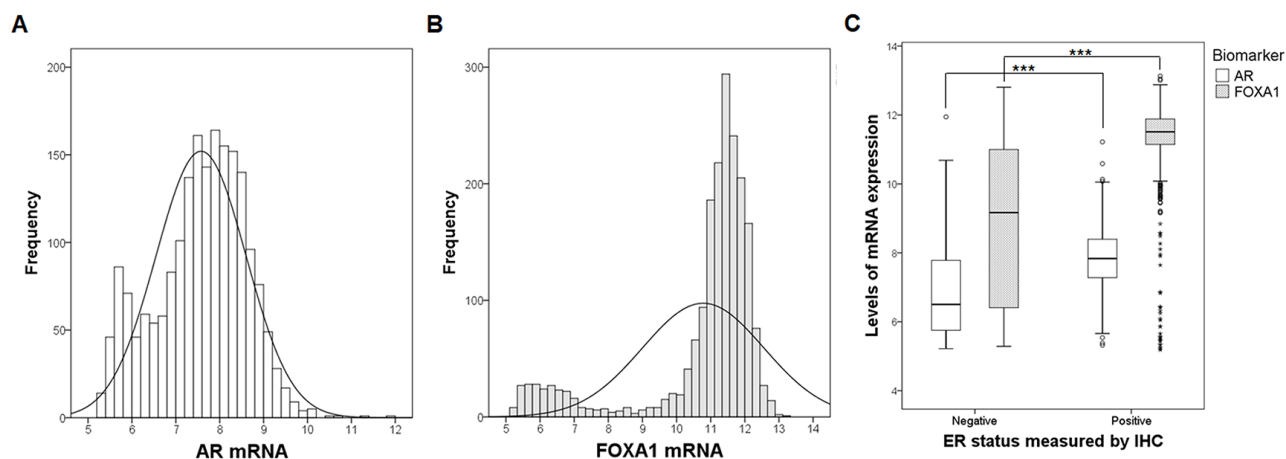 A
200
150
100
50
0
Frequency
5 6 7 8 9 10 11 12
AR mRNA
B
300
200
100
0
Frequency
5 6 7 8 9 10 11 12 13 14
FOXA1 mRNA
C
14
12
10
8
6
4
Levels of mRNA expression
***
***
Negative Positive
ER status measured by IHC
Biomarker
AR
FOXA1